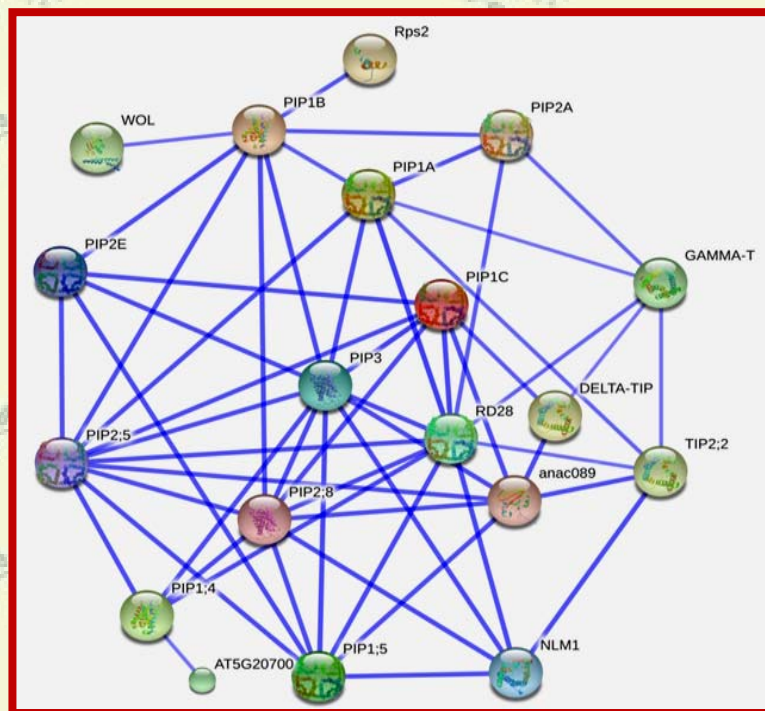 Rps2
PIP1B
PIP2A
WOL
PIP1A
PIP2E
GAMMA-T
PIP1C
PIP3
DELTA-TIP
RD28
PIP2;5
TIP2;2
anac089
PIP2;8
PIP1;4
NLM1
PIP1;5
AT5G20700